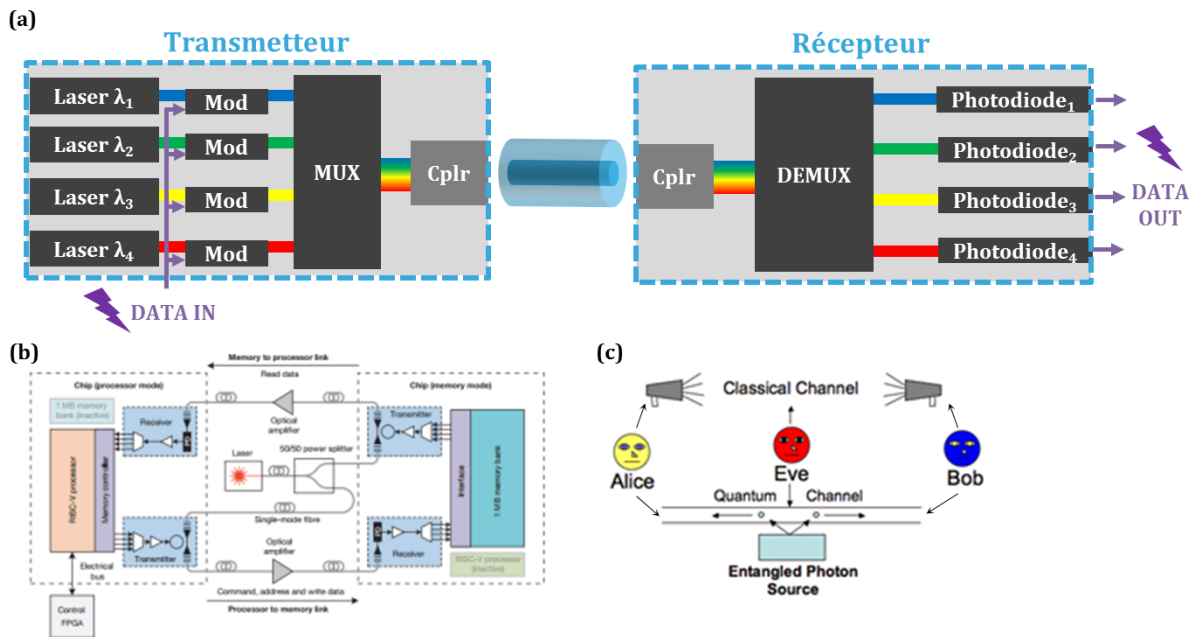 (a)
Transmetteur
Récepteur
Laser λ1
Mod
Laser λ2
Mod
Laser λ3
Mod
Laser λ4
Mod
MUX
Cplr
DATA IN
Cplr
DEMUX
Photodiode1
Photodiode2
Photodiode3
Photodiode4
DATA
OUT
(b)
Memory to processor link
Read data
Chip (processor mode)
Chip (memory mode)
1 MB memory
bank (inactive)
Receiver
Optical
amplifier
Transmitter
50/50 power splitter
Laser
RISC-V processor
Memory controller
Interface
1 MB memory bank
Single-mode fibre
Transmitter
Receiver
Optical
amplifier
RISC-V processor
(inactive)
Electrical
bus
Command, address and write data
Processor to memory link
Control
FPGA
(c)
Classical Channel
Alice
Eve
Bob
Quantum
Channel
Entangled Photon
Source